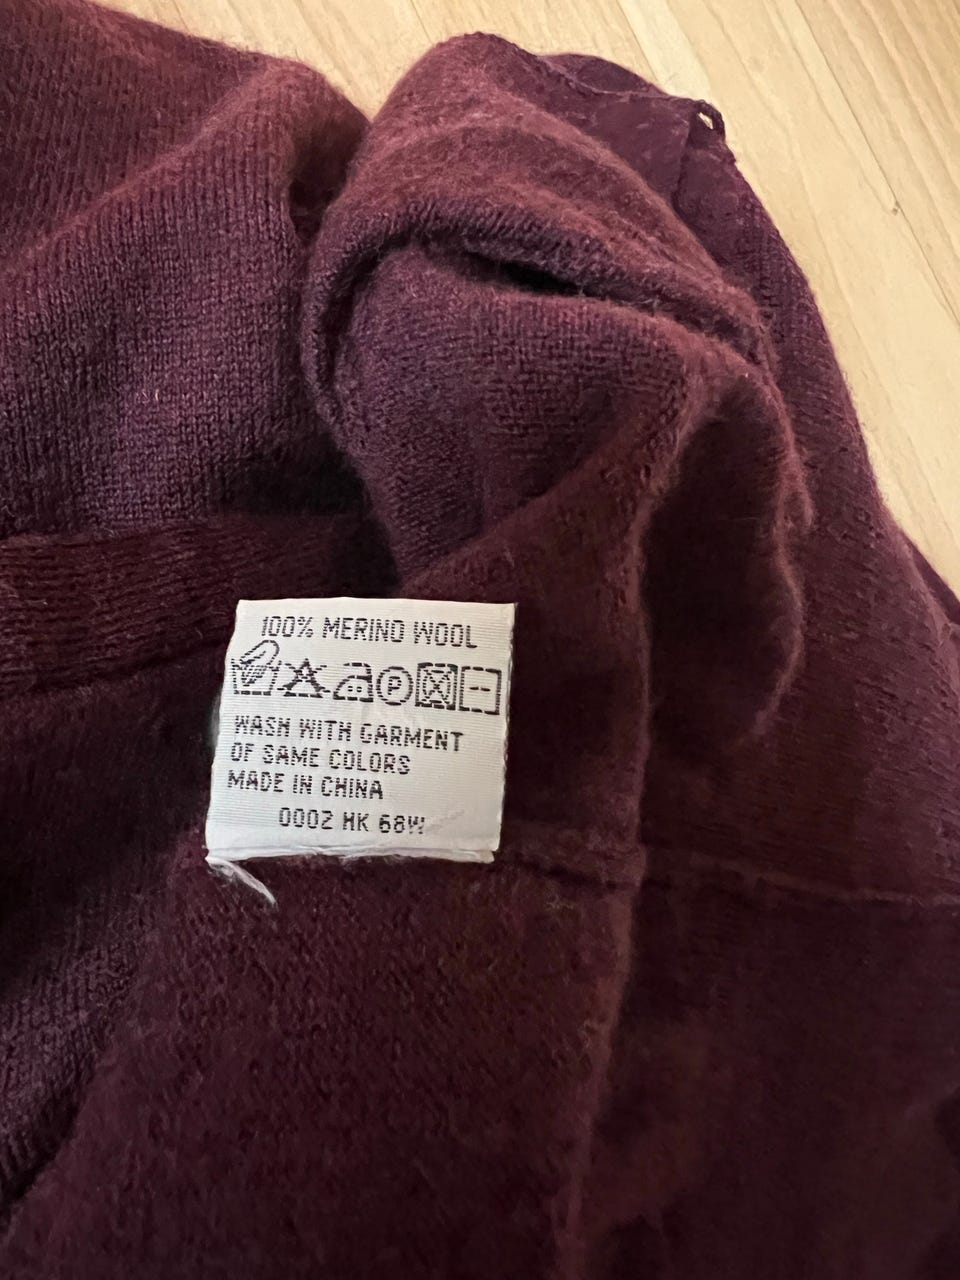 100% MERINO WOOL
P
WASH WITH GARMENT
OF SAME COLORS
MADE IN CHINA
0002 HK 68W